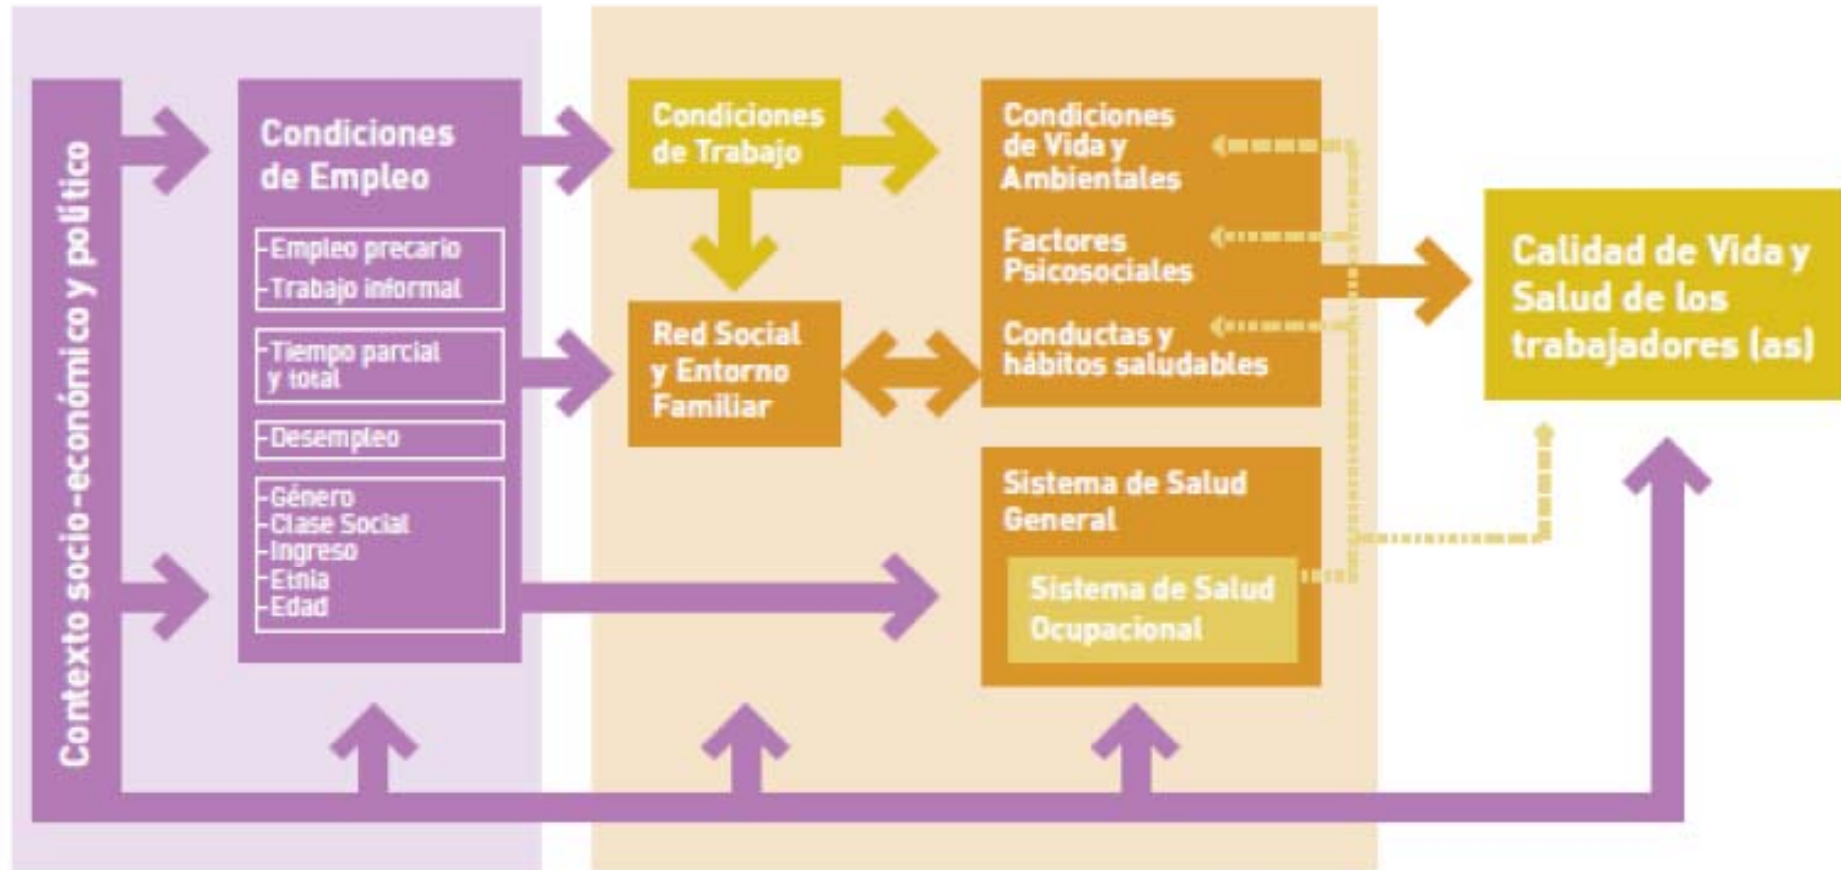 Contexto socio-económico y político
Condiciones
de Empleo
-Empleo precario
-Trabajo informal
-Tiempo parcial
y total
-Desempleo
-Género
-Clase Social
-Ingreso
-Etnia
-Edad
Condiciones
de Trabajo
Red Social
y Entorno
Familiar
Condiciones
de Vida y
Ambientales
Factores
Psicosociales
Conductas y
hábitos saludables
Sistema de Salud
General
Sistema de Salud
Ocupacional
Calidad de Vida y
Salud de los
trabajadores (as)